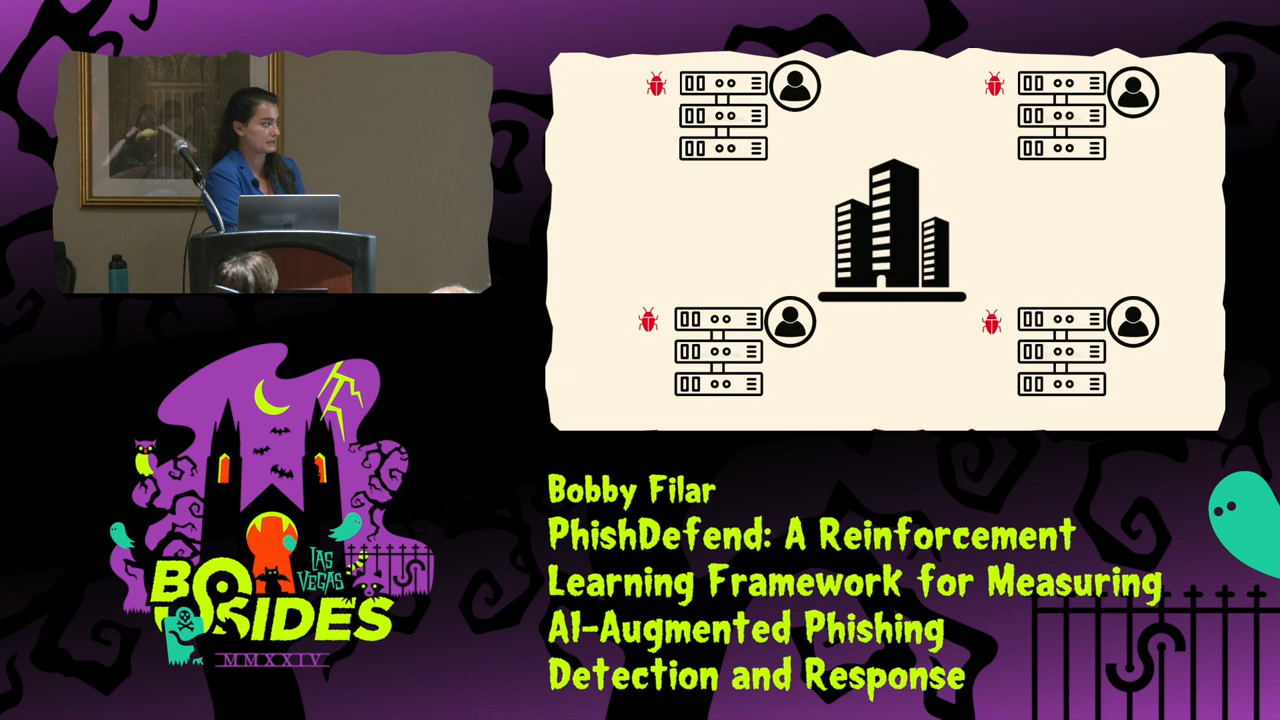 BSIDES
LAS
VEGAS
MMXXIV
Bobby Filar
PhishDefend: A Reinforcement
Learning Framework for Measuring
AI-Augmented Phishing
Detection and Response